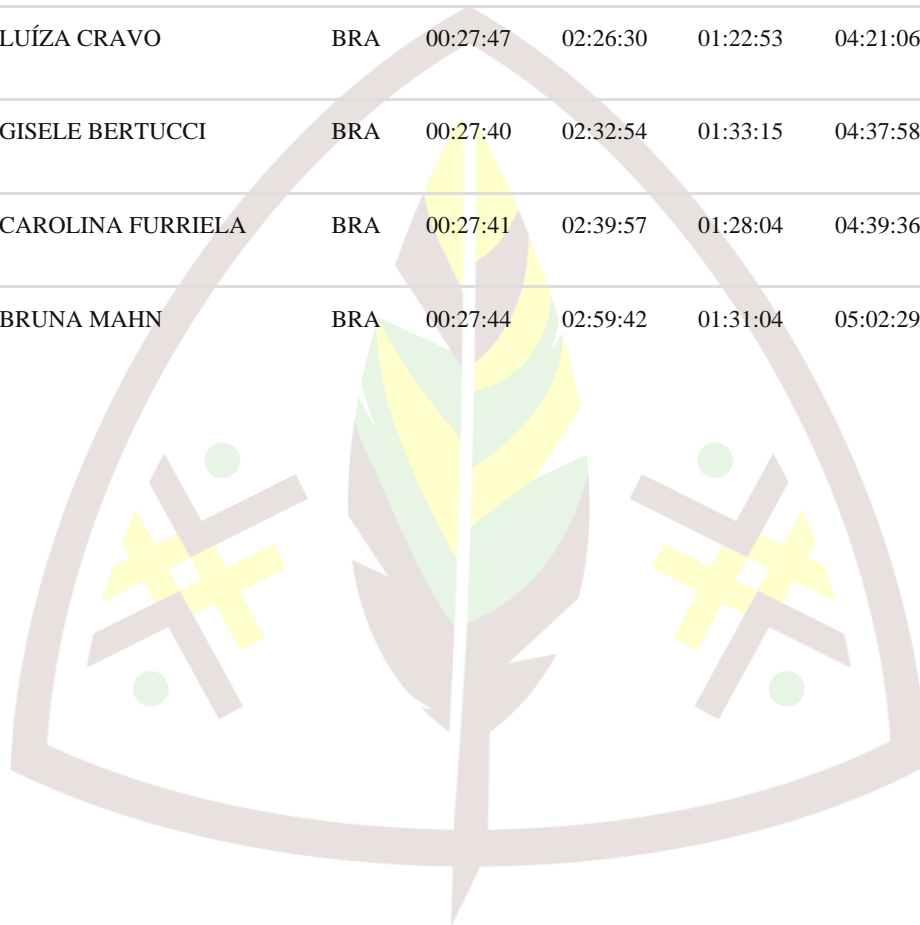 LUÍZA CRAVO BRA 00:27:47 02:26:30 01:22:53 04:21:06
GISELE BERTUCCI BRA 00:27:40 02:32:54 01:33:15 04:37:58
CAROLINA FURRIELA BRA 00:27:41 02:39:57 01:28:04 04:39:36
BRUNA MAHN BRA 00:27:44 02:59:42 01:31:04 05:02:29